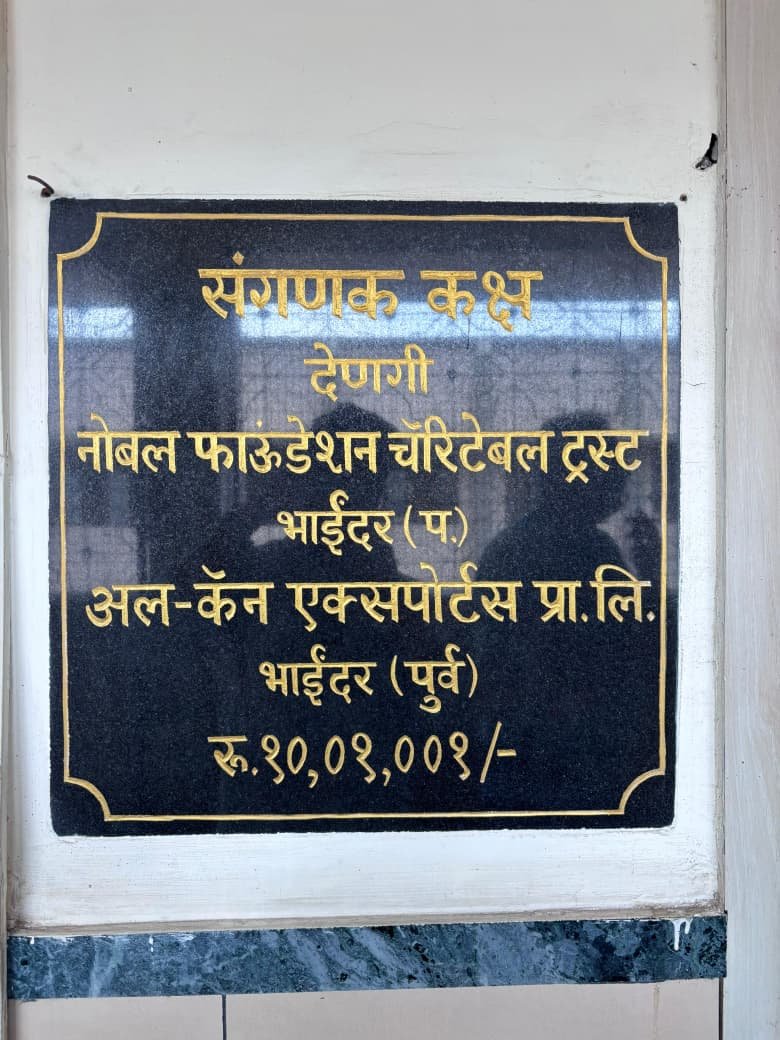 संगणक कक्ष
देणगी
नोबल फाऊंडेशन चॅरिटेबल ट्रस्ट
भाईंदर (प.)
अल-कॅन एक्सपोर्टस प्रा. लि.
भाईंदर (पुर्व)
रू.१०,०१,००१/-